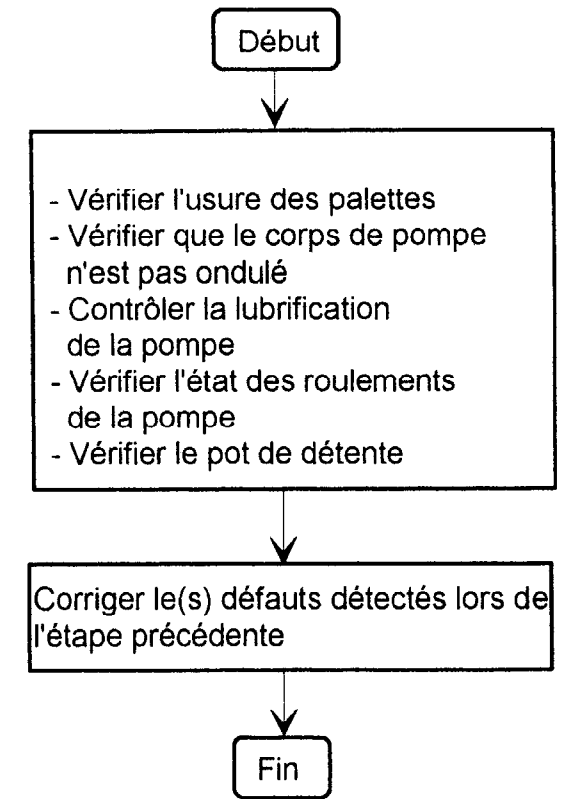 Début
- Vérifier l'usure des palettes
- Vérifier que le corps de pompe
n'est pas ondulé
- Contrôler la lubrification
de la pompe
- Vérifier l'état des roulements
de la pompe
- Vérifier le pot de détente
Corriger le(s) défauts détectés lors de
l'étape précédente
Fin